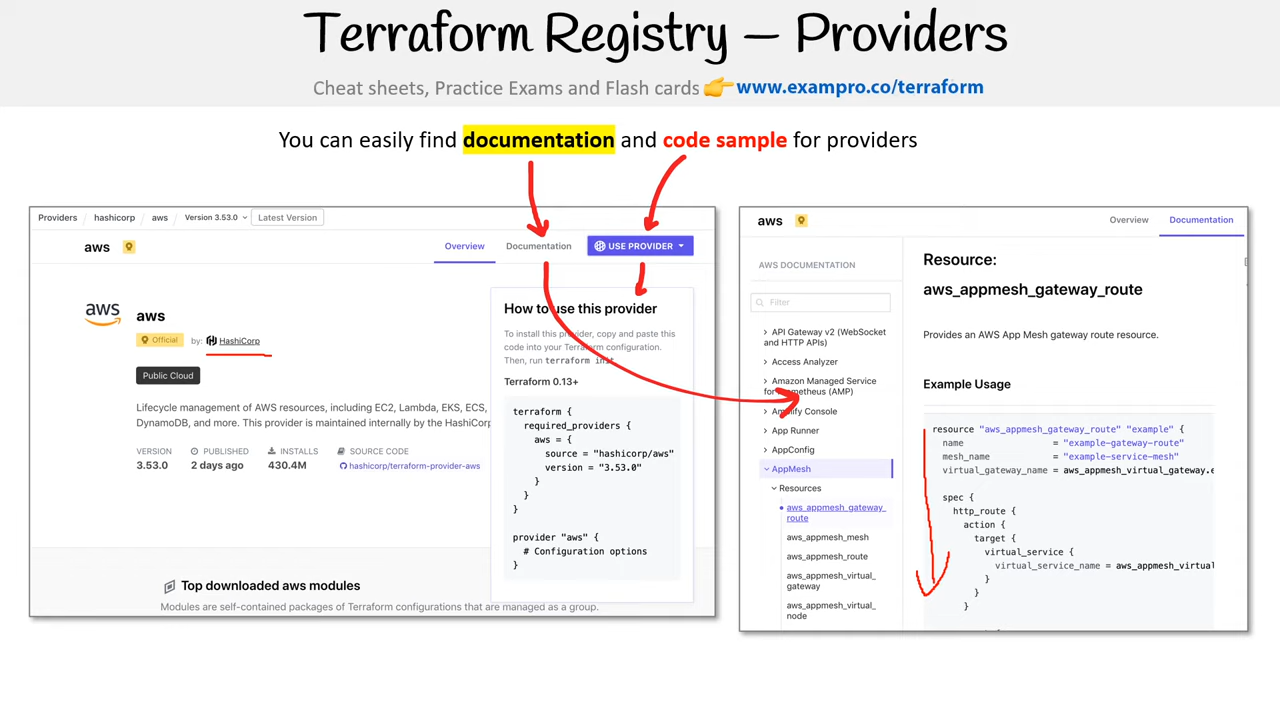 Terraform Registry – Providers
Cheat sheets, Practice Exams and Flash cards 👉 www.exampro.co/terraform
You can easily find documentation and code sample for providers
Providers / hashicorp / aws / Version 3.53.0 Latest Version
aws
Overview Documentation USE PROVIDER
aws
aws
Official by: HashiCorp
Public Cloud
Lifecycle management of AWS resources, including EC2, Lambda, EKS, ECS,
DynamoDB, and more. This provider is maintained internally by the HashiCorp
VERSION PUBLISHED INSTALLS SOURCE CODE
3.53.0 2 days ago 430.4M hashicorp/terraform-provider-aws
How to use this provider
To install this provider, copy and paste this
code into your Terraform configuration.
Then, run terraform init.
Terraform 0.13+
terraform {
required_providers {
aws = {
source = "hashicorp/aws"
version = "3.53.0"
}
}
}
provider "aws" {
# Configuration options
}
Top downloaded aws modules
Modules are self-contained packages of Terraform configurations that are managed as a group.
aws
Overview Documentation
AWS DOCUMENTATION
Filter
API Gateway v2 (WebSocket
and HTTP APIs)
Access Analyzer
Amazon Managed Service
for Prometheus (AMP)
Amplify Console
App Runner
AppConfig
AppMesh
Resources
aws_appmesh_gateway_
route
aws_appmesh_mesh
aws_appmesh_route
aws_appmesh_virtual_
gateway
aws_appmesh_virtual_
node
Resource:
aws_appmesh_gateway_route
Provides an AWS App Mesh gateway route resource.
Example Usage
resource "aws_appmesh_gateway_route" "example" {
name = "example-gateway-route"
mesh_name = "example-service-mesh"
virtual_gateway_name = aws_appmesh_virtual_gateway.e
spec {
http_route {
action {
target {
virtual_service {
virtual_service_name = aws_appmesh_virtual
}
}
}